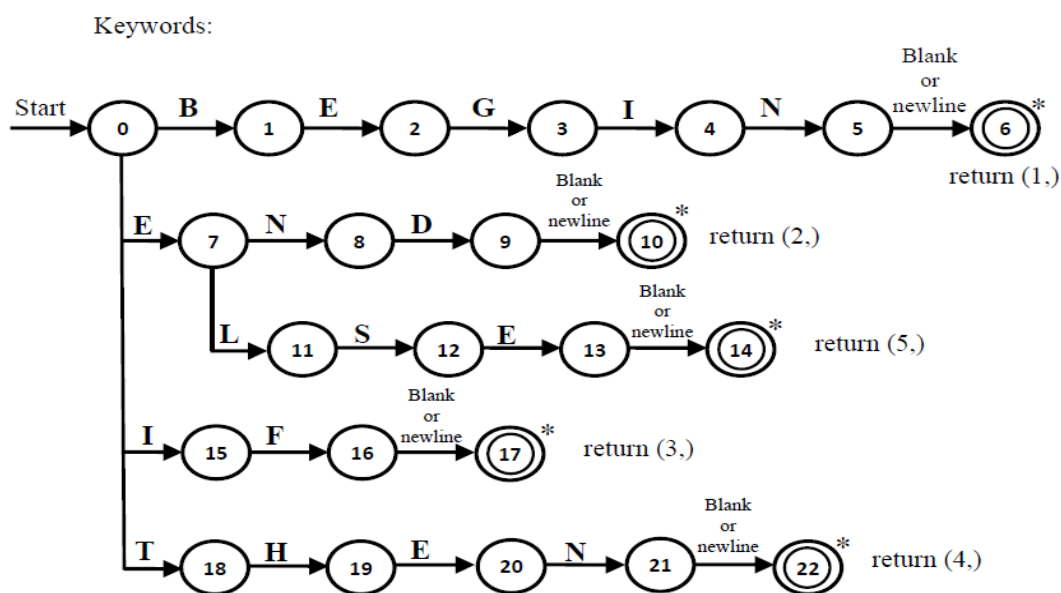 Keywords:
Blank
or
newline
Start 0 B 1 E 2 G 3 I 4 N 5 6 *
return (1,)
Blank
or
newline
E 7 N 8 D 9 10 * return (2,)
Blank
or
newline
L 11 S 12 E 13 14 * return (5,)
Blank
or
newline
I 15 F 16 17 * return (3,)
Blank
or
newline
T 18 H 19 E 20 N 21 22 * return (4,)